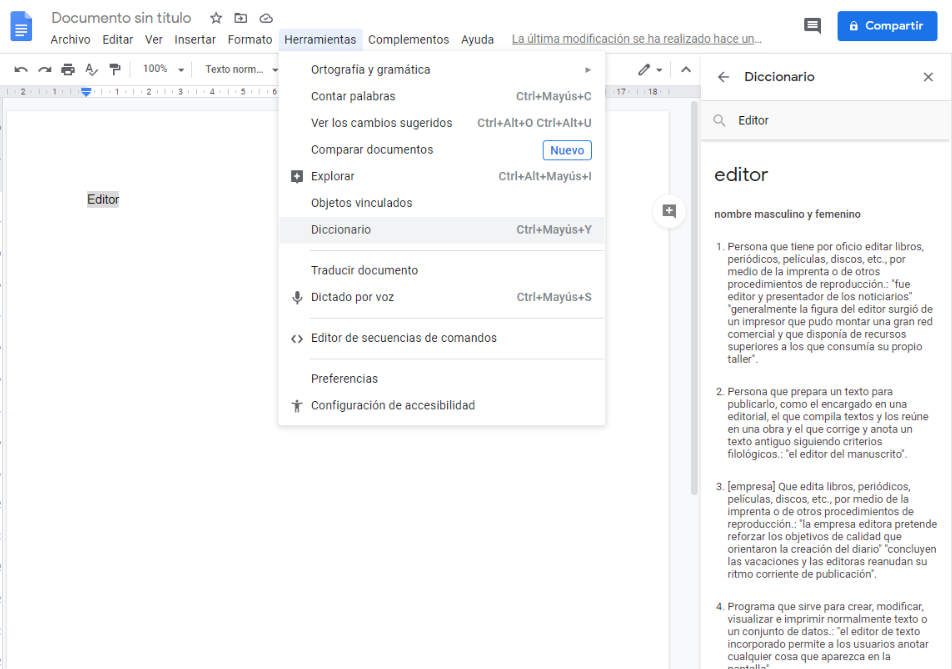 Documento sin título
Archivo Editar Ver Insertar Formato Herramientas Complementos Ayuda La última modificación se ha realizado hace un...
Compartir
100% Texto norm...
2 1 1 2 3 4 5 6 17 18
Editor
Ortografía y gramática
Contar palabras Ctrl+Mayús+C
Ver los cambios sugeridos Ctrl+Alt+O Ctrl+Alt+U
Comparar documentos Nuevo
Explorar Ctrl+Alt+Mayús+I
Objetos vinculados
Diccionario Ctrl+Mayús+Y
Traducir documento
Dictado por voz Ctrl+Mayús+S
Editor de secuencias de comandos
Preferencias
Configuración de accesibilidad
Diccionario
Editor
editor
nombre masculino y femenino
1. Persona que tiene por oficio editar libros,
periódicos, películas, discos, etc., por
medio de la imprenta o de otros
procedimientos de reproducción.: "fue
editor y presentador de los noticiarios"
"generalmente la figura del editor surgió de
un impresor que pudo montar una gran red
comercial y que disponía de recursos
superiores a los que consumía su propio
taller".
2. Persona que prepara un texto para
publicarlo, como el encargado en una
editorial, el que compila textos y los reúne
en una obra y el que corrige y anota un
texto antiguo siguiendo criterios
filológicos.: "el editor del manuscrito".
3. [empresa] Que edita libros, periódicos,
películas, discos, etc., por medio de la
imprenta o de otros procedimientos de
reproducción.: "la empresa editora pretende
reforzar los objetivos de calidad que
orientaron la creación del diario" "concluyen
las vacaciones y las editoras reanudan su
ritmo corriente de publicación".
4. Programa que sirve para crear, modificar,
visualizar e imprimir normalmente texto o
un conjunto de datos.: "el editor de texto
incorporado permite a los usuarios anotar
cualquier cosa que aparezca en la
pantalla"